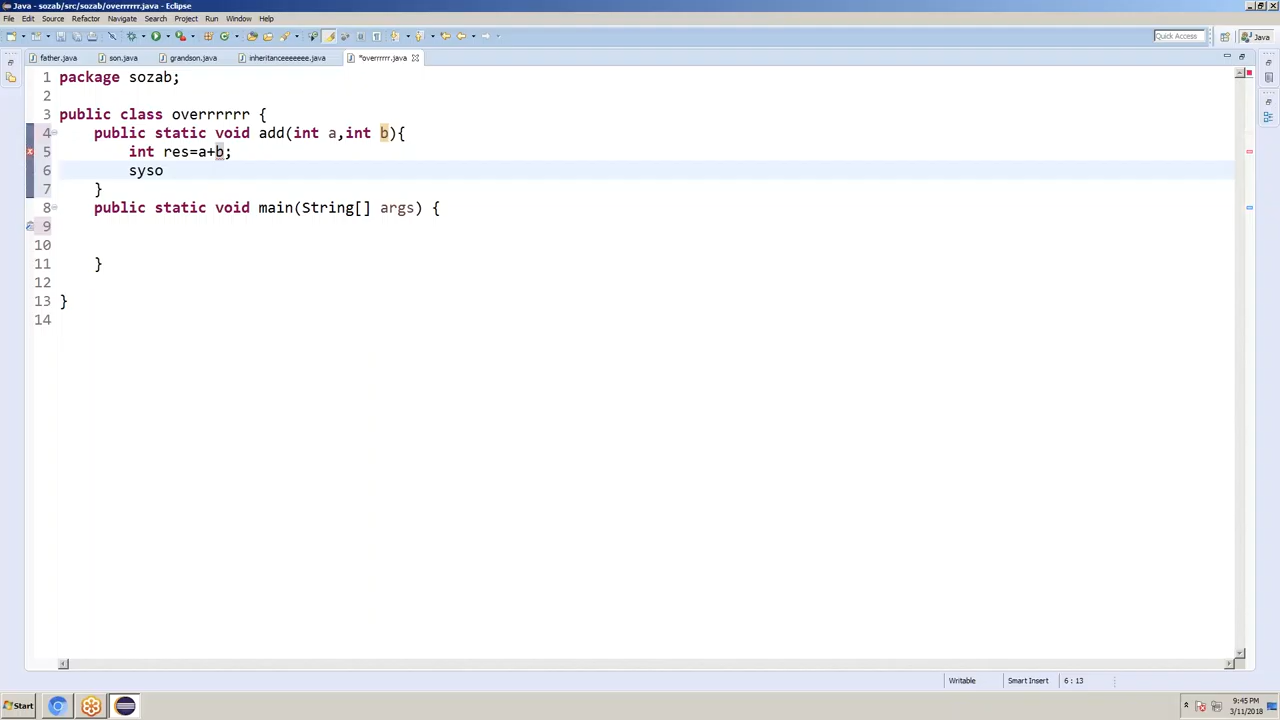 Java - sozab/src/sozab/overrrrrr.java - Eclipse
File Edit Source Refactor Navigate Search Project Run Window Help
Quick Access Java
father.java son.java grandson.java inheritanceeeeeee.java *overrrrrr.java
1 package sozab;
2
3 public class overrrrrr {
4 public static void add(int a,int b){
5 int res=a+b;
6 syso
7 }
8 public static void main(String[] args) {
9
10
11 }
12
13 }
14
Writable Smart Insert 6 : 13
Start 9:45 PM
3/11/2018